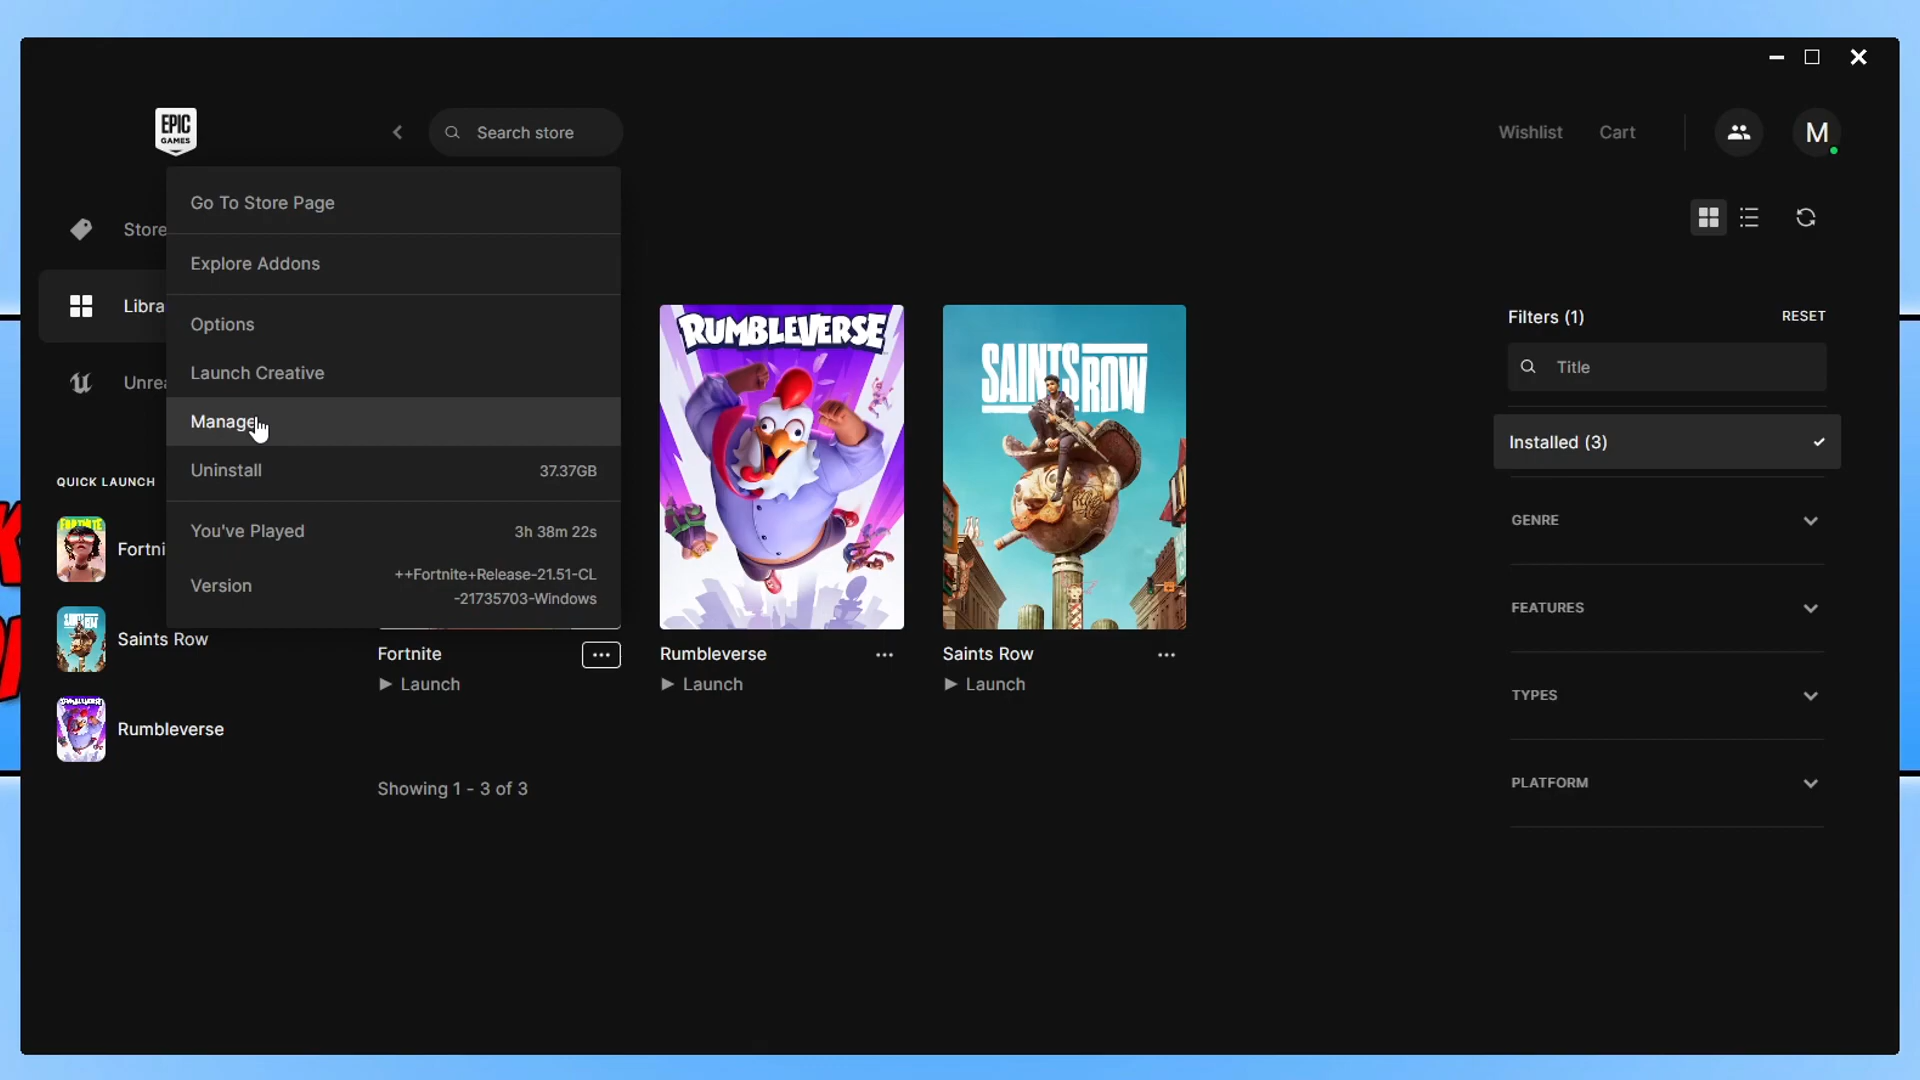 EPIC
GAMES
Search store
Wishlist
Cart
M
Go To Store Page
Store
Explore Addons
Libra
Options
Launch Creative
Unrea
Manage
Uninstall 37.37GB
QUICK LAUNCH
You've Played 3h 38m 22s
FORTNITE
Fortni
Version ++Fortnite+Release-21.51-CL
-21735703-Windows
Saints Row
Rumbleverse
RUMBLEVERSE
SAINTS ROW
Fortnite
Launch
Rumbleverse
Launch
Saints Row
Launch
Showing 1 - 3 of 3
Filters (1) RESET
Title
Installed (3)
GENRE
FEATURES
TYPES
PLATFORM